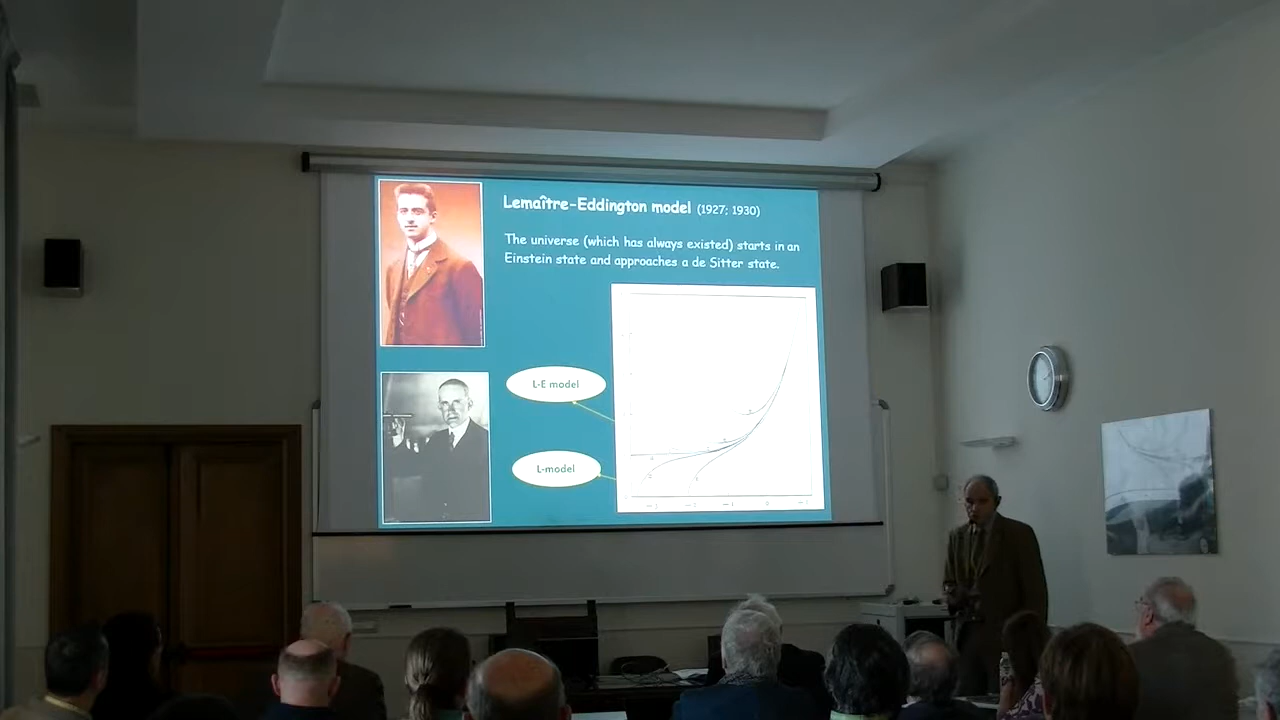 Lemaître-Eddington model (1927; 1930)
The universe (which has always existed) starts in an
Einstein state and approaches a de Sitter state.
L-E model
L-model